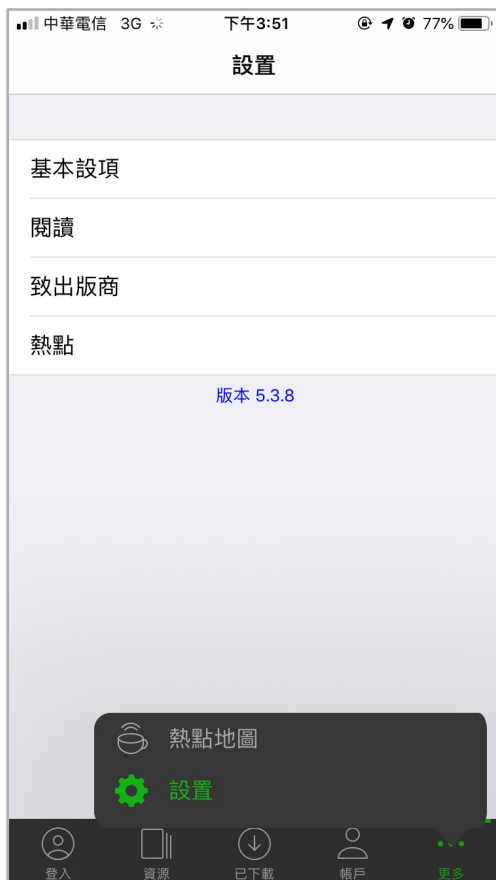 中華電信 3G 下午3:51 77%
設置
基本設項
閱讀
致出版商
熱點
版本 5.3.8
熱點地圖
設置
登入 資源 已下載 帳戶 更多